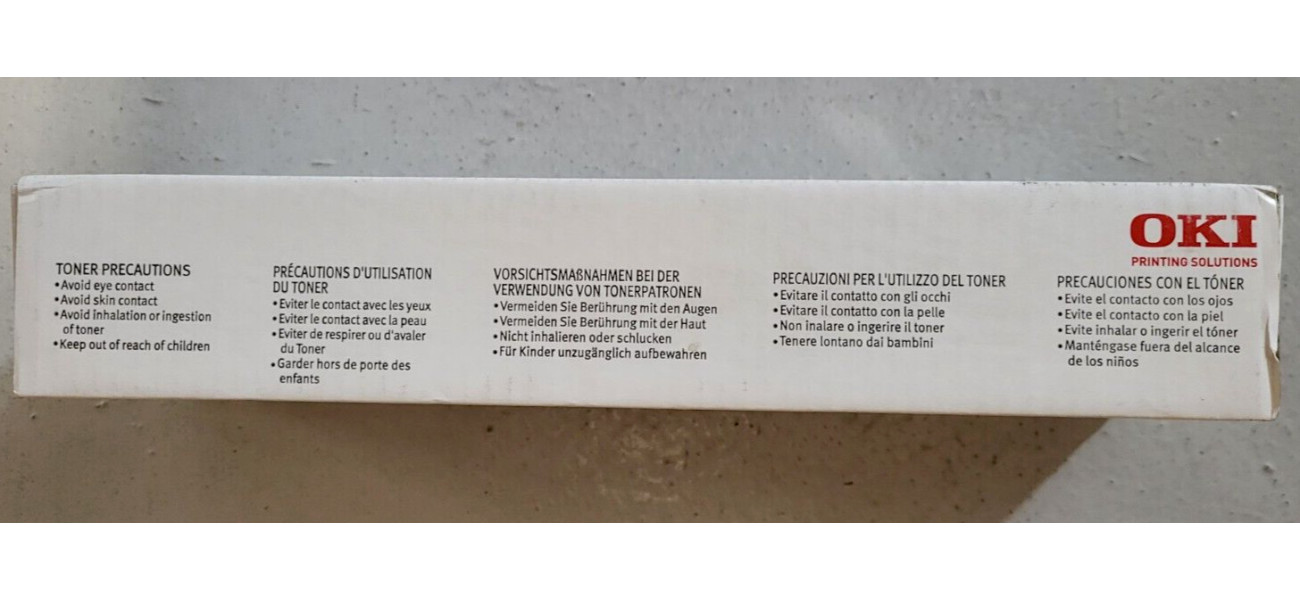 TONER PRECAUTIONS
•Avoid eye contact
•Avoid skin contact
•Avoid inhalation or ingestion
of toner
•Keep out of reach of children
PRÉCAUTIONS D'UTILISATION
DU TONER
•Eviter le contact avec les yeux
•Eviter le contact avec la peau
•Eviter de respirer ou d'avaler
du Toner
•Garder hors de porte des
enfants
VORSICHTSMAßNAHMEN BEI DER
VERWENDUNG VON TONERPATRONEN
•Vermeiden Sie Berührung mit den Augen
•Vermeiden Sie Berührung mit der Haut
•Nicht inhalieren oder schlucken
•Für Kinder unzugänglich aufbewahren
PRECAUZIONI PER L'UTILIZZO DEL TONER
•Evitare il contatto con gli occhi
•Evitare il contatto con la pelle
•Non inalare o ingerire il toner
•Tenere lontano dai bambini
OKI
PRINTING SOLUTIONS
PRECAUCIONES CON EL TÓNER
•Evite el contacto con los ojos
•Evite el contacto con la piel
•Evite inhalar o ingerir el tóner
•Manténgase fuera del alcance
de los niños